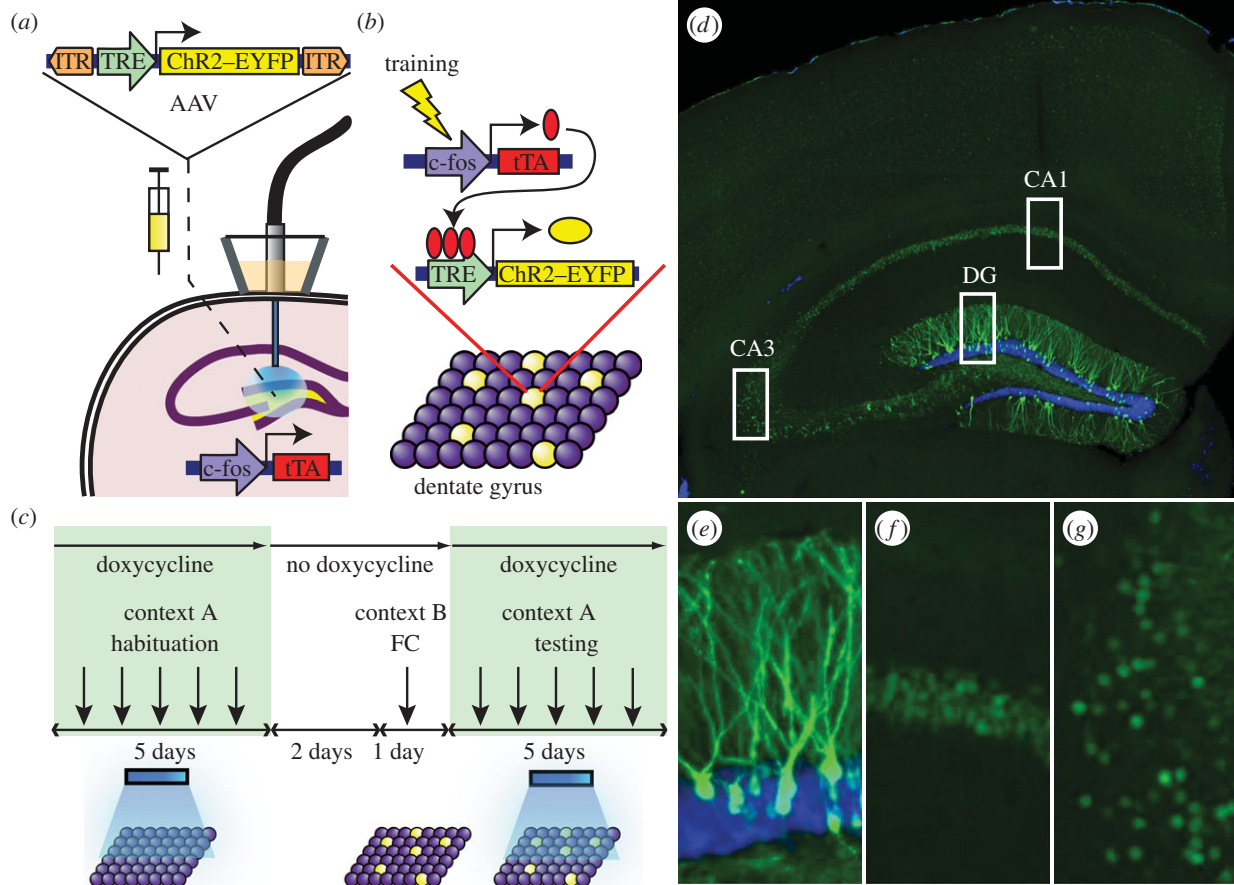 (a)
ITR TRE ChR2–EYFP ITR
AAV
c-fos tTA
(b)
training
c-fos tTA
TRE ChR2–EYFP
dentate gyrus
(c)
doxycycline no doxycycline doxycycline
context A context B context A
habituation FC testing
5 days 2 days 1 day 5 days
(d)
CA1
DG
CA3
(e) (f) (g)